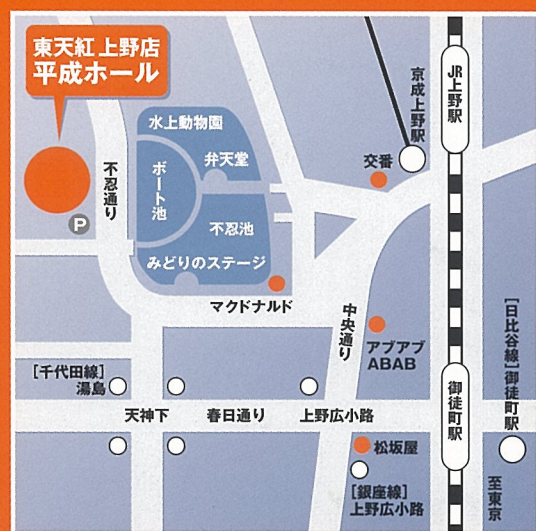 東天紅 上野店
平成ホール
水上動物園
弁天堂
ボート池
不忍池
みどりのステージ
不忍通り
P
マクドナルド
京成上野駅
交番
JR上野駅
中央通り
アブアブ
ABAB
[千代田線]
湯島
天神下
春日通り
上野広小路
松坂屋
[銀座線]
上野広小路
御徒町駅
[日比谷線]御徒町駅
至東京